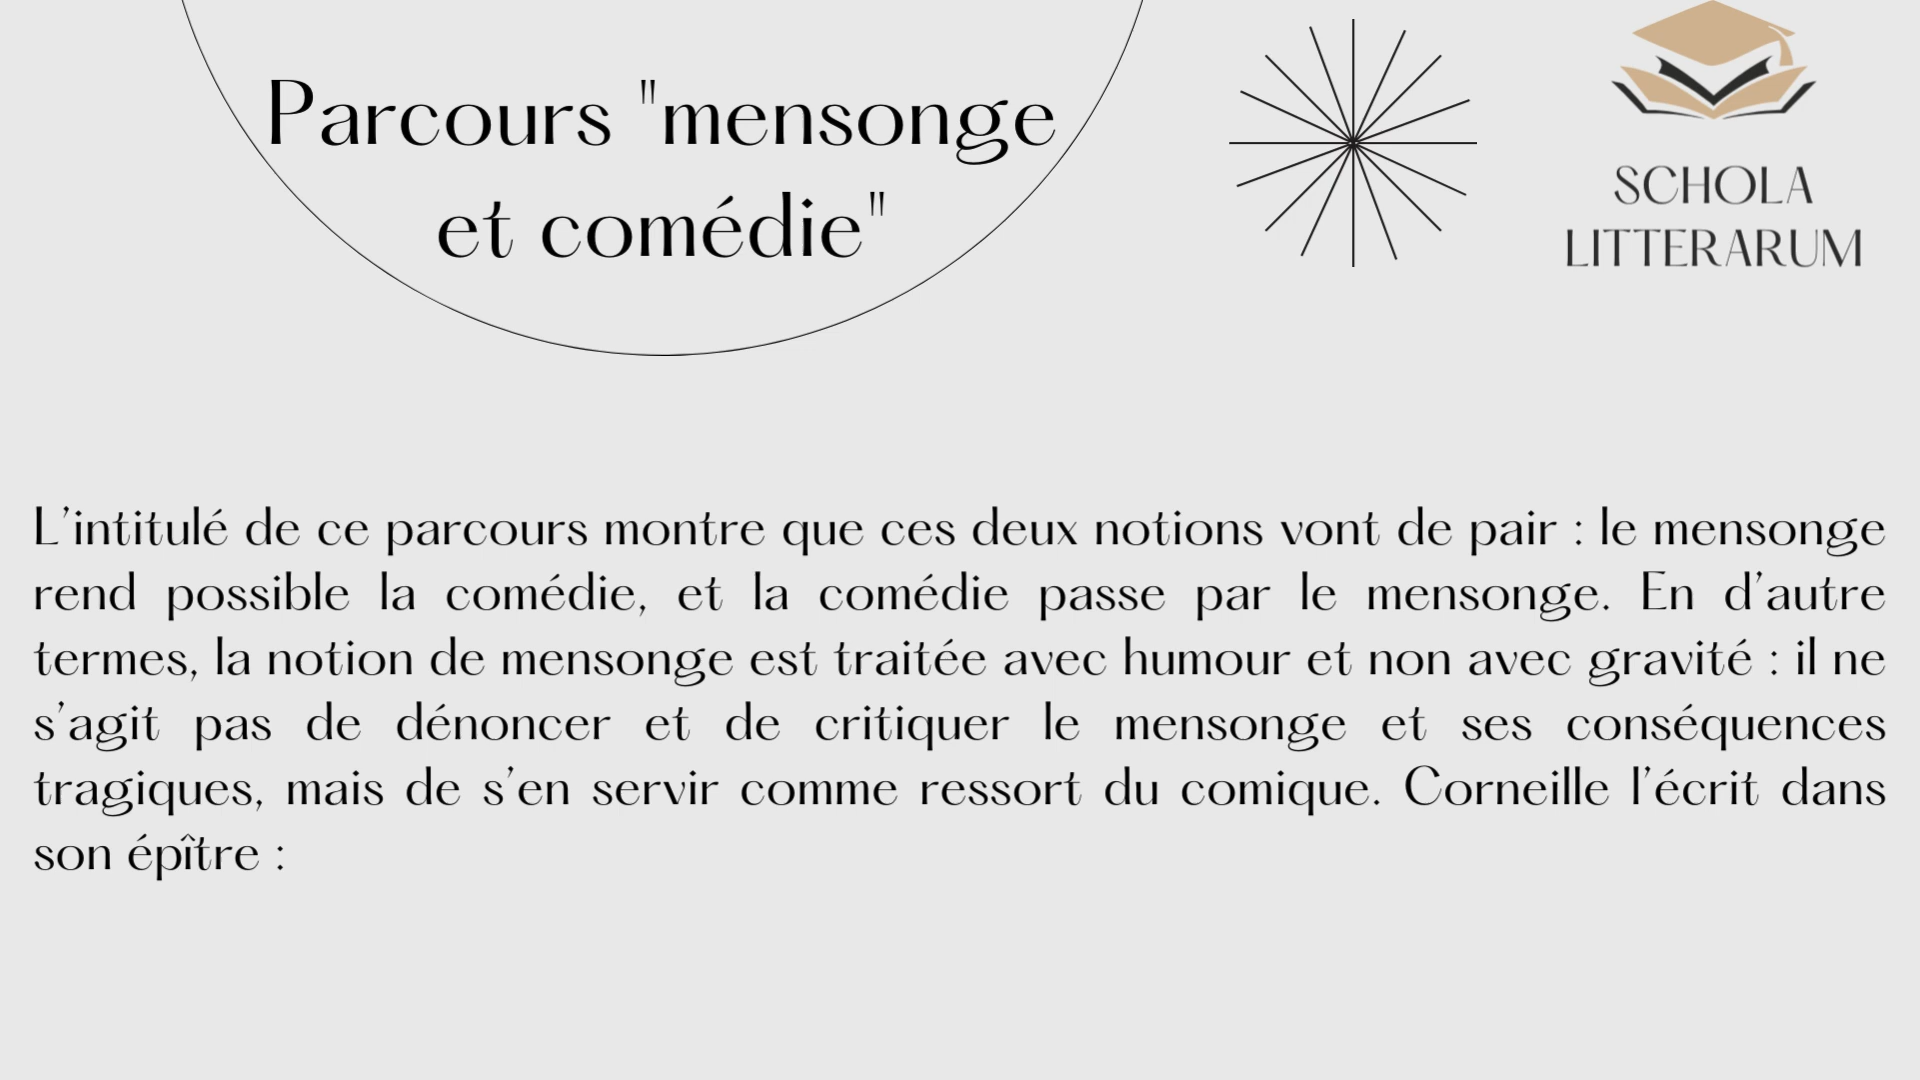 Parcours "mensonge
et comédie"
SCHOLA
LITTERARUM
L'intitulé de ce parcours montre que ces deux notions vont de pair : le mensonge
rend possible la comédie, et la comédie passe par le mensonge. En d'autre
termes, la notion de mensonge est traitée avec humour et non avec gravité : il ne
s'agit pas de dénoncer et de critiquer le mensonge et ses conséquences
tragiques, mais de s'en servir comme ressort du comique. Corneille l'écrit dans
son épître :